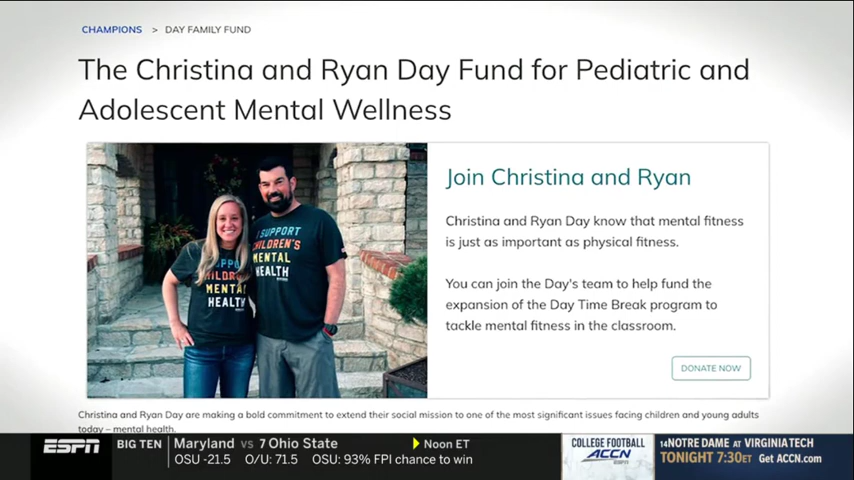 CHAMPIONS > DAY FAMILY FUND
The Christina and Ryan Day Fund for Pediatric and
Adolescent Mental Wellness
I SUPPORT
CHILDREN'S
MENTAL
HEALTH
I SUPPORT
CHILDREN'S
MENTAL
HEALTH
Join Christina and Ryan
Christina and Ryan Day know that mental fitness
is just as important as physical fitness.
You can join the Day's team to help fund the
expansion of the Day Time Break program to
tackle mental fitness in the classroom.
DONATE NOW
Christina and Ryan Day are making a bold commitment to extend their social mission to one of the most significant issues facing children and young adults
today – mental health.
ESPN
BIG TEN
Maryland vs 7 Ohio State
Noon ET
OSU -21.5 O/U: 71.5 OSU: 93% FPI chance to win
COLLEGE FOOTBALL
ACCN
ESPN
14 NOTRE DAME AT VIRGINIA TECH
TONIGHT 7:30ET Get ACCN.com